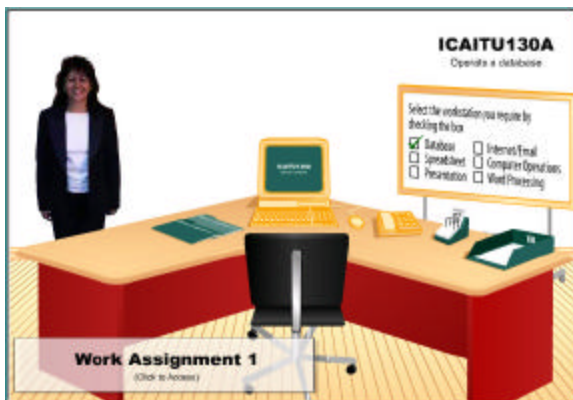 ICAITU130A
Operate a database
Select the workstation you require by
checking the box
Database Internet/Email
Spreadsheet Computer Operations
Presentation Word Processing
ICAITU130
Work Assignment 1
(Click to Access)